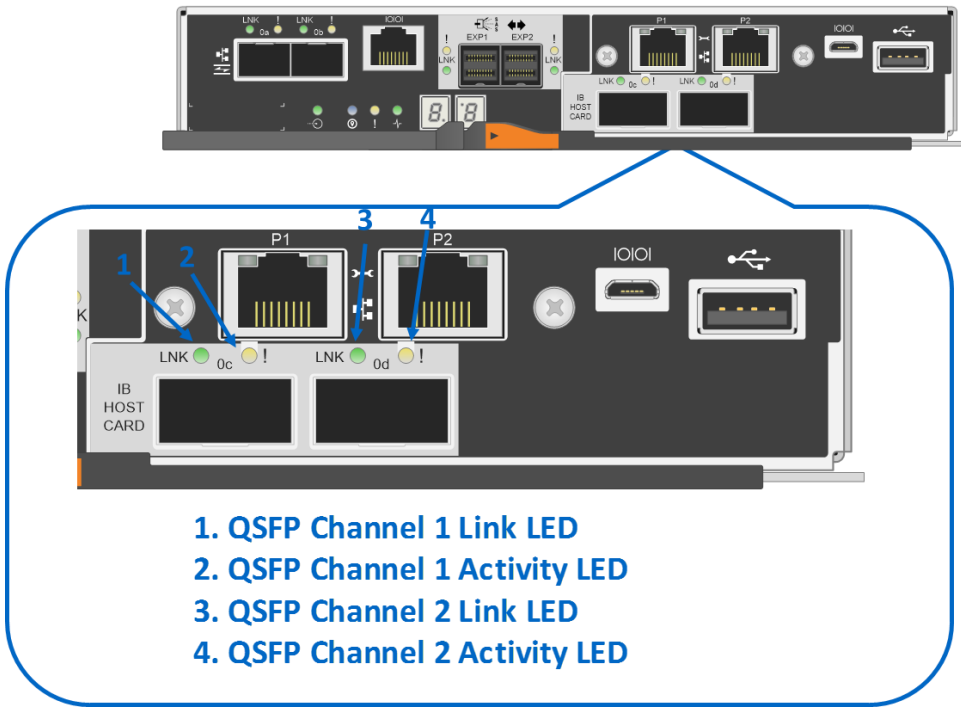 LNK ! LNK !
0a 0b
IOIOI
SAS
EXP1 EXP2
! !
LNK LNK
P1 P2
IOIOI
LNK 0c ! LNK 0d !
IB
HOST
CARD
! 8. 8
3 4
1 2
P1 P2
IOIOI
K
LNK 0c ! LNK 0d !
IB
HOST
CARD
1. QSFP Channel 1 Link LED
2. QSFP Channel 1 Activity LED
3. QSFP Channel 2 Link LED
4. QSFP Channel 2 Activity LED